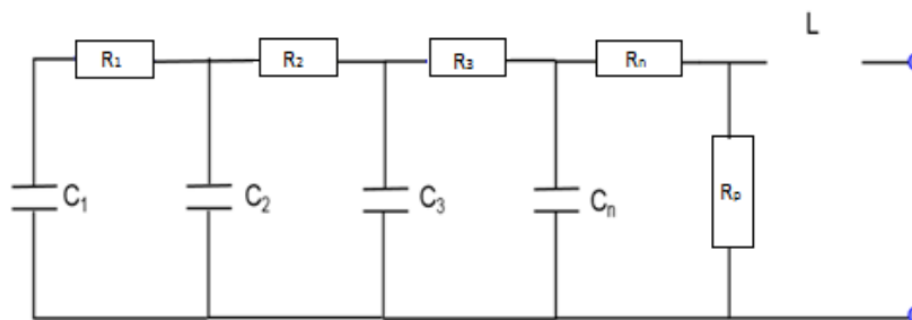 L
R₁
R₂
R₃
Rₙ
C₁
C₂
C₃
Cₙ
Rₚ